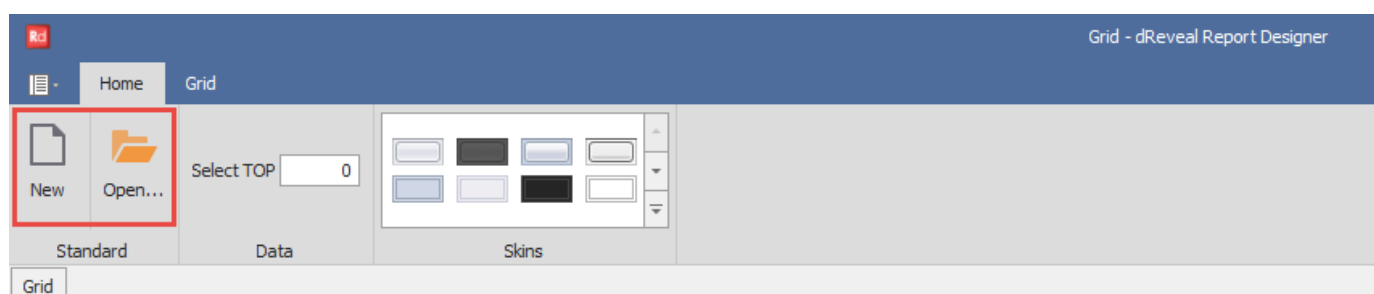 Rd
Grid - dReveal Report Designer
Home Grid
New Open... Select TOP 0
Standard Data Skins
Grid